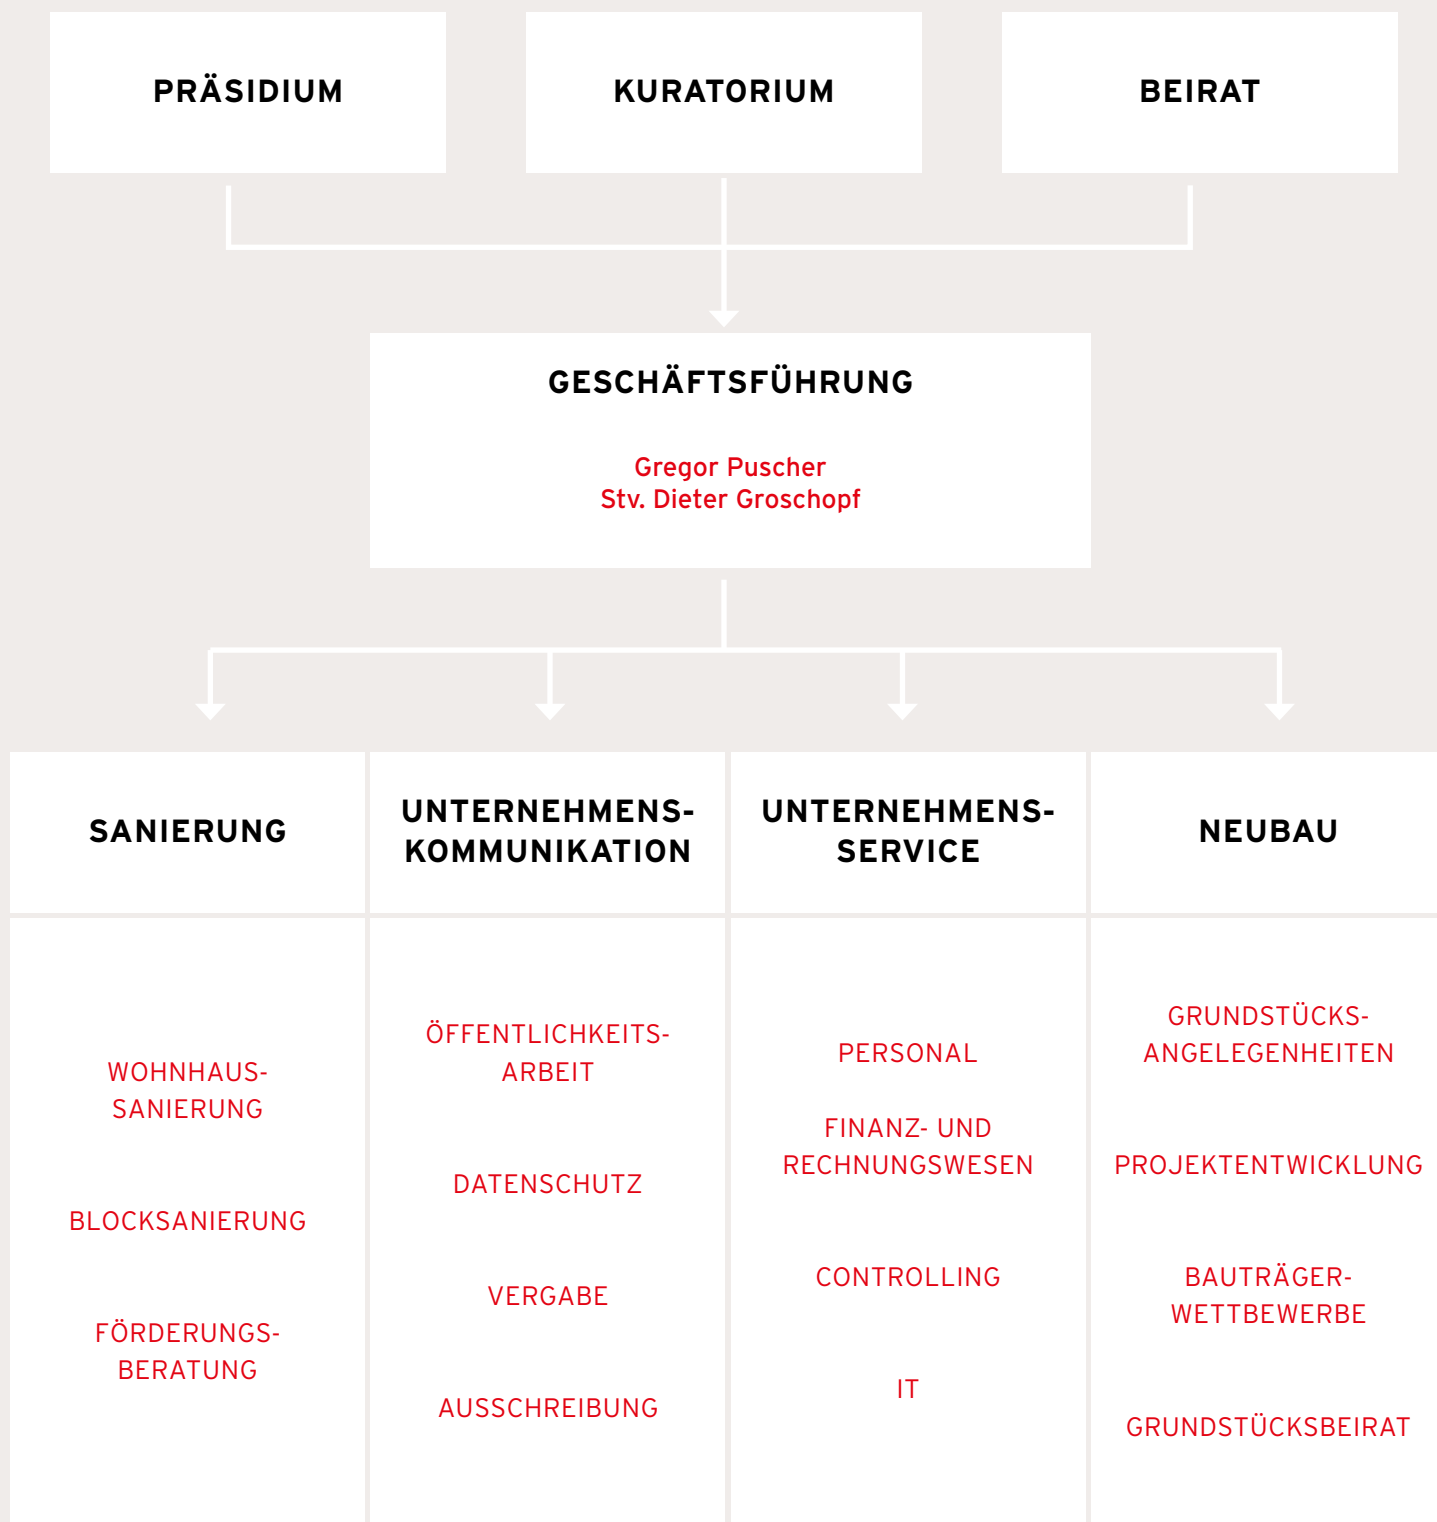 PRÄSIDIUM
KURATORIUM
BEIRAT
GESCHÄFTSFÜHRUNG
Gregor Puscher
Stv. Dieter Groschopf
SANIERUNG
WOHNHAUS-
SANIERUNG
BLOCKSANIERUNG
FÖRDERUNGS-
BERATUNG
UNTERNEHMENS-
KOMMUNIKATION
ÖFFENTLICHKEITS-
ARBEIT
DATENSCHUTZ
VERGABE
AUSSCHREIBUNG
UNTERNEHMENS-
SERVICE
PERSONAL
FINANZ- UND
RECHNUNGSWESEN
CONTROLLING
IT
NEUBAU
GRUNDSTÜCKS-
ANGELEGENHEITEN
PROJEKTENTWICKLUNG
BAUTRÄGER-
WETTBEWERBE
GRUNDSTÜCKSBEIRAT